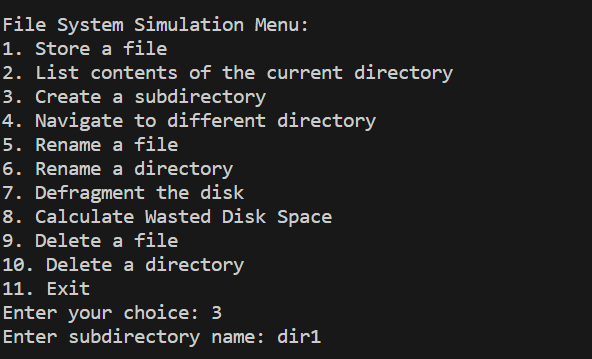 File System Simulation Menu:
1. Store a file
2. List contents of the current directory
3. Create a subdirectory
4. Navigate to different directory
5. Rename a file
6. Rename a directory
7. Defragment the disk
8. Calculate Wasted Disk Space
9. Delete a file
10. Delete a directory
11. Exit
Enter your choice: 3
Enter subdirectory name: dir1